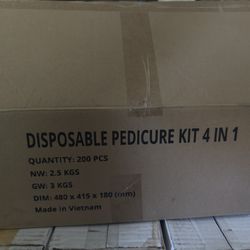 DISPOSABLE PEDICURE KIT 4 IN 1
QUANTITY: 200 PCS
NW: 2.5 KGS
GW: 3 KGS
DIM: 480 x 415 x 180 (mm)
Made in Vietnam